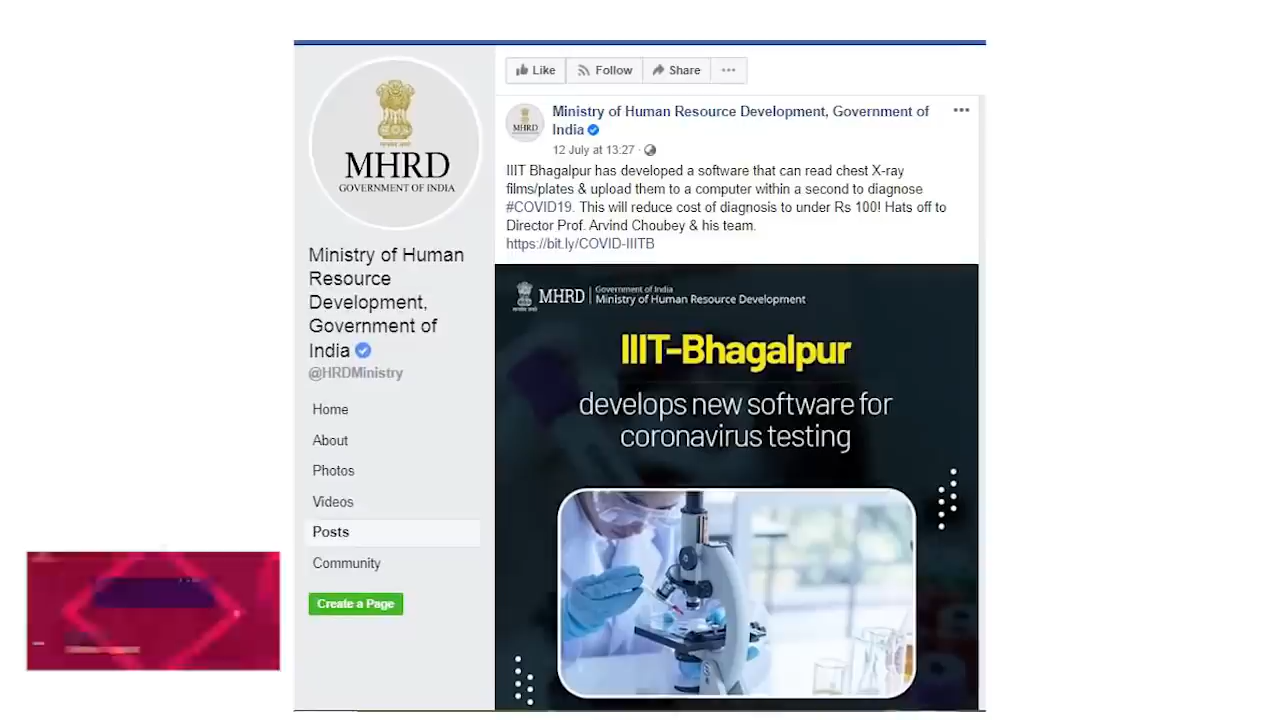 MHRD
GOVERNMENT OF INDIA
Ministry of Human
Resource
Development,
Government of
India
@HRDMinistry
Home
About
Photos
Videos
Posts
Community
Create a Page
Like
Follow
Share
MHRD
Ministry of Human Resource Development, Government of
India
12 July at 13:27 ·
IIIT Bhagalpur has developed a software that can read chest X-ray
films/plates & upload them to a computer within a second to diagnose
#COVID19. This will reduce cost of diagnosis to under Rs 100! Hats off to
Director Prof. Arvind Choubey & his team.
https://bit.ly/COVID-IIITB
MHRD
Government of India
Ministry of Human Resource Development
IIIT-Bhagalpur
develops new software for
coronavirus testing